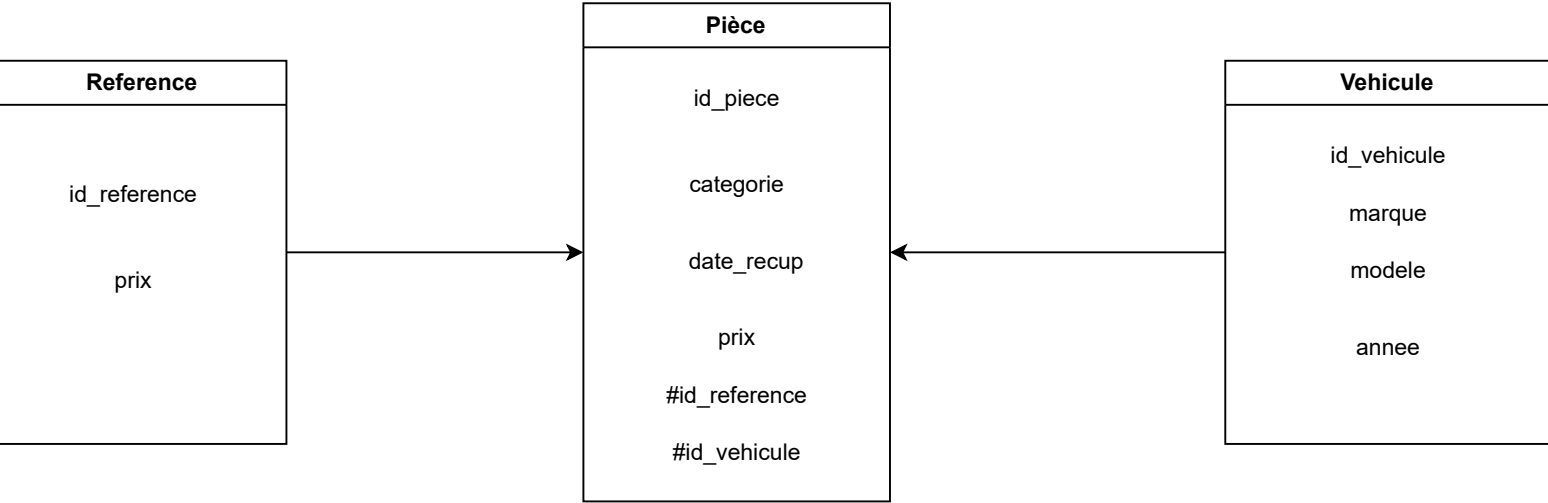 Reference
id_reference
prix
Pièce
id_piece
categorie
date_recup
prix
#id_reference
#id_vehicule
Vehicule
id_vehicule
marque
modele
annee